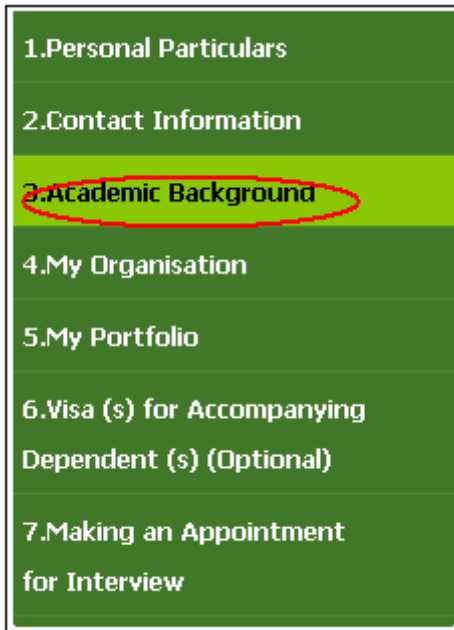 1.Personal Particulars
2.Contact Information
3.Academic Background
4.My Organisation
5.My Portfolio
6.Visa (s) for Accompanying
Dependent (s) (Optional)
7.Making an Appointment
for Interview